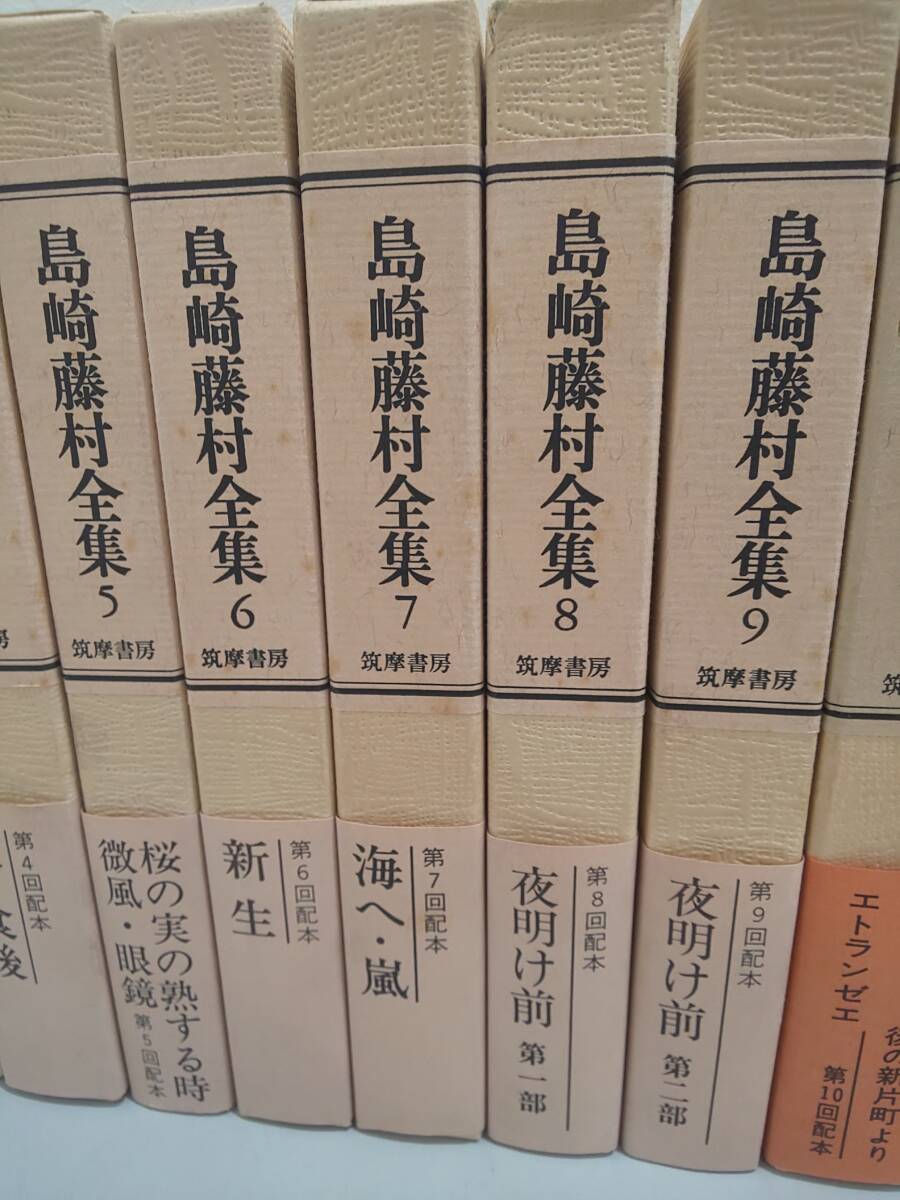 房
第4回配本
食後
島崎藤村全集5
筑摩書房
桜の実の熟する時
微風・眼鏡
第5回配本
島崎藤村全集6
筑摩書房
第6回配本
新生
島崎藤村全集7
筑摩書房
第7回配本
海へ・嵐
島崎藤村全集8
筑摩書房
第8回配本
夜明け前 第一部
島崎藤村全集9
筑摩書房
第9回配本
夜明け前 第二部
筑
エトランゼエ
後の新片町より
第10回配本